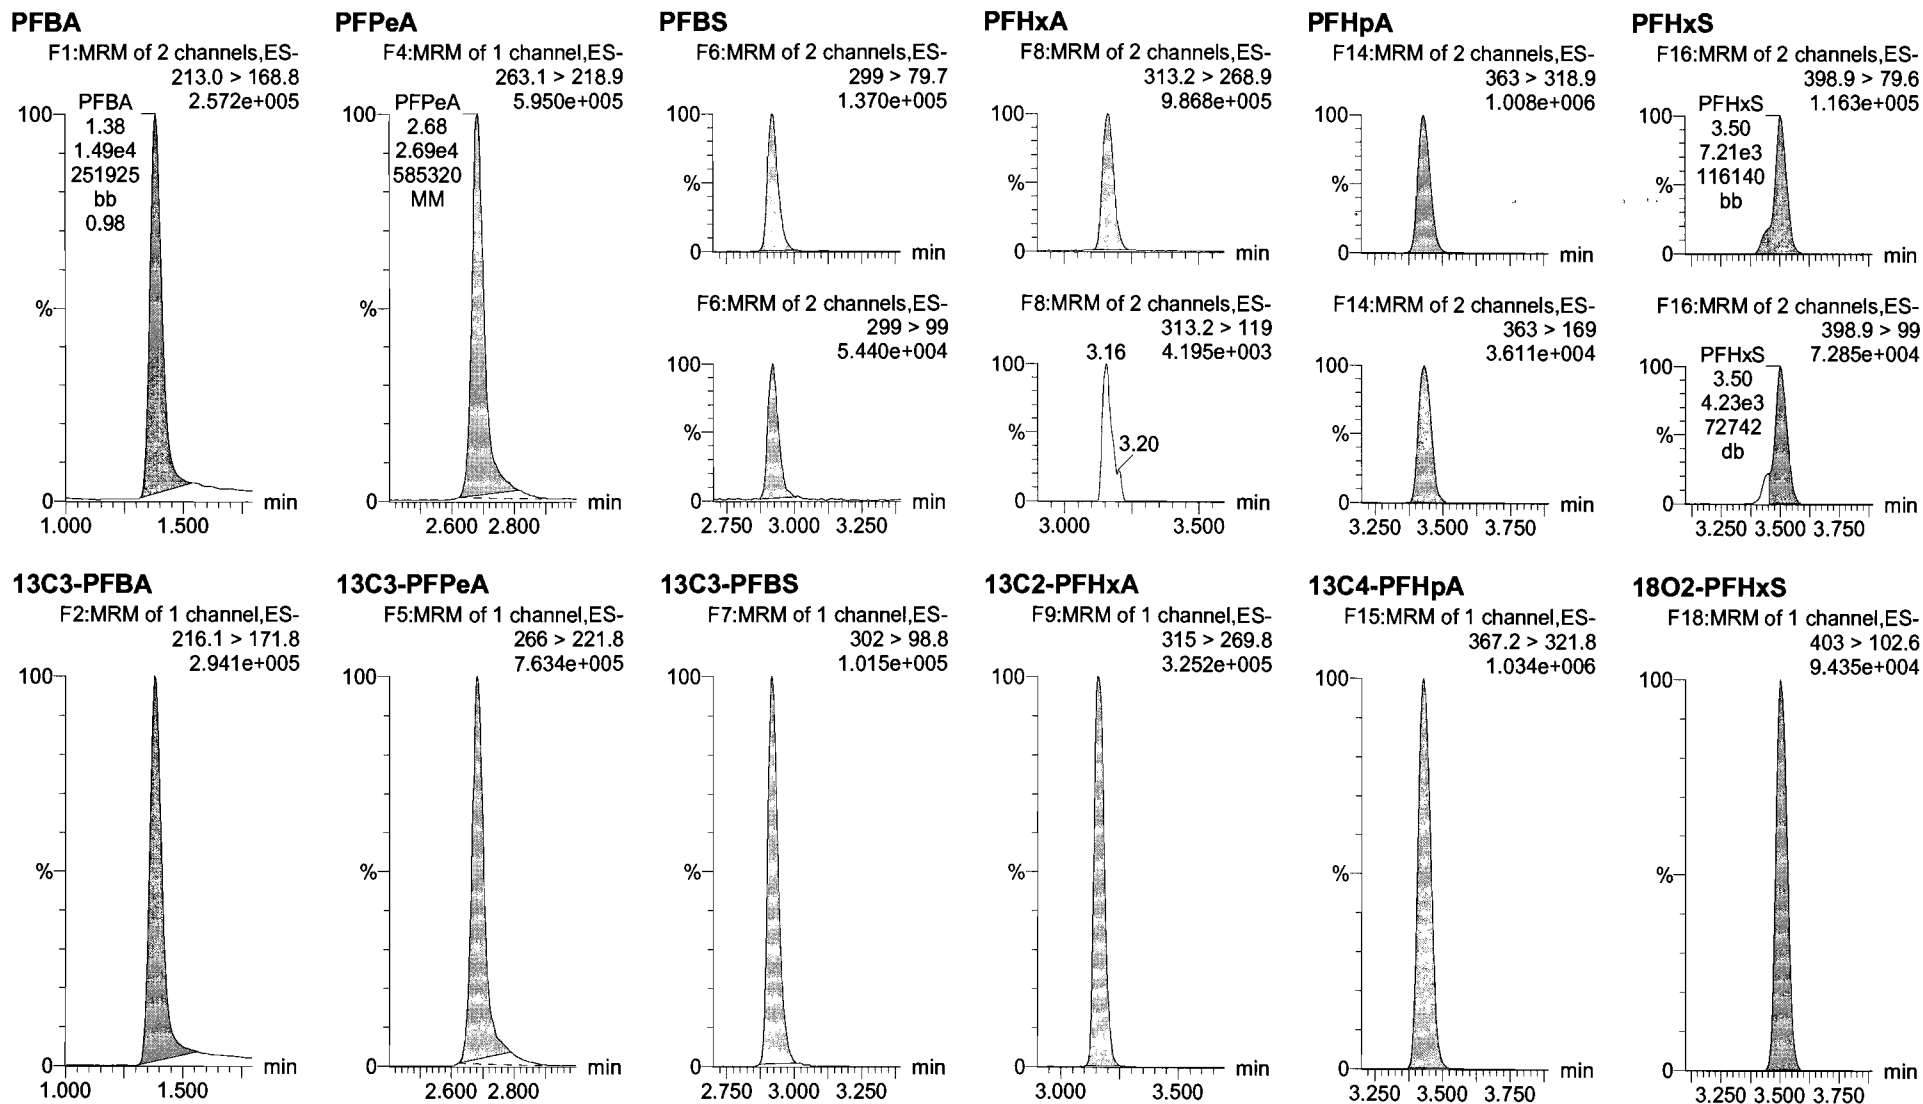 PFBA
F1:MRM of 2 channels,ES-
213.0 > 168.8
2.572e+005
PFBA
1.38
1.49e4
251925
bb
0.98
100
%
0
1.000
1.500
min
PFPeA
F4:MRM of 1 channel,ES-
263.1 > 218.9
5.950e+005
PFPeA
2.68
2.69e4
585320
MM
100
%
0
2.600
2.800
min
PFBS
F6:MRM of 2 channels,ES-
299 > 79.7
1.370e+005
100
%
0
min
F6:MRM of 2 channels,ES-
299 > 99
5.440e+004
100
%
0
2.750
3.000
3.250
min
PFHxA
F8:MRM of 2 channels,ES-
313.2 > 268.9
9.868e+005
100
%
0
min
F8:MRM of 2 channels,ES-
313.2 > 119
4.195e+003
3.16
3.20
100
%
0
3.000
3.500
min
PFHpA
F14:MRM of 2 channels,ES-
363 > 318.9
1.008e+006
100
%
0
min
F14:MRM of 2 channels,ES-
363 > 169
3.611e+004
100
%
0
3.250
3.500
3.750
min
PFHxS
F16:MRM of 2 channels,ES-
398.9 > 79.6
1.163e+005
PFHxS
3.50
7.21e3
116140
bb
100
%
0
min
F16:MRM of 2 channels,ES-
398.9 > 99
7.285e+004
PFHxS
3.50
4.23e3
72742
db
100
%
0
3.250
3.500
3.750
min
13C3-PFBA
F2:MRM of 1 channel,ES-
216.1 > 171.8
2.941e+005
100
%
0
1.000
1.500
min
13C3-PFPeA
F5:MRM of 1 channel,ES-
266 > 221.8
7.634e+005
100
%
0
2.600
2.800
min
13C3-PFBS
F7:MRM of 1 channel,ES-
302 > 98.8
1.015e+005
100
%
0
2.750
3.000
3.250
min
13C2-PFHxA
F9:MRM of 1 channel,ES-
315 > 269.8
3.252e+005
100
%
0
3.000
3.500
min
13C4-PFHpA
F15:MRM of 1 channel,ES-
367.2 > 321.8
1.034e+006
100
%
0
3.250
3.500
3.750
min
18O2-PFHxS
F18:MRM of 1 channel,ES-
403 > 102.6
9.435e+004
100
%
0
3.250
3.500
3.750
min